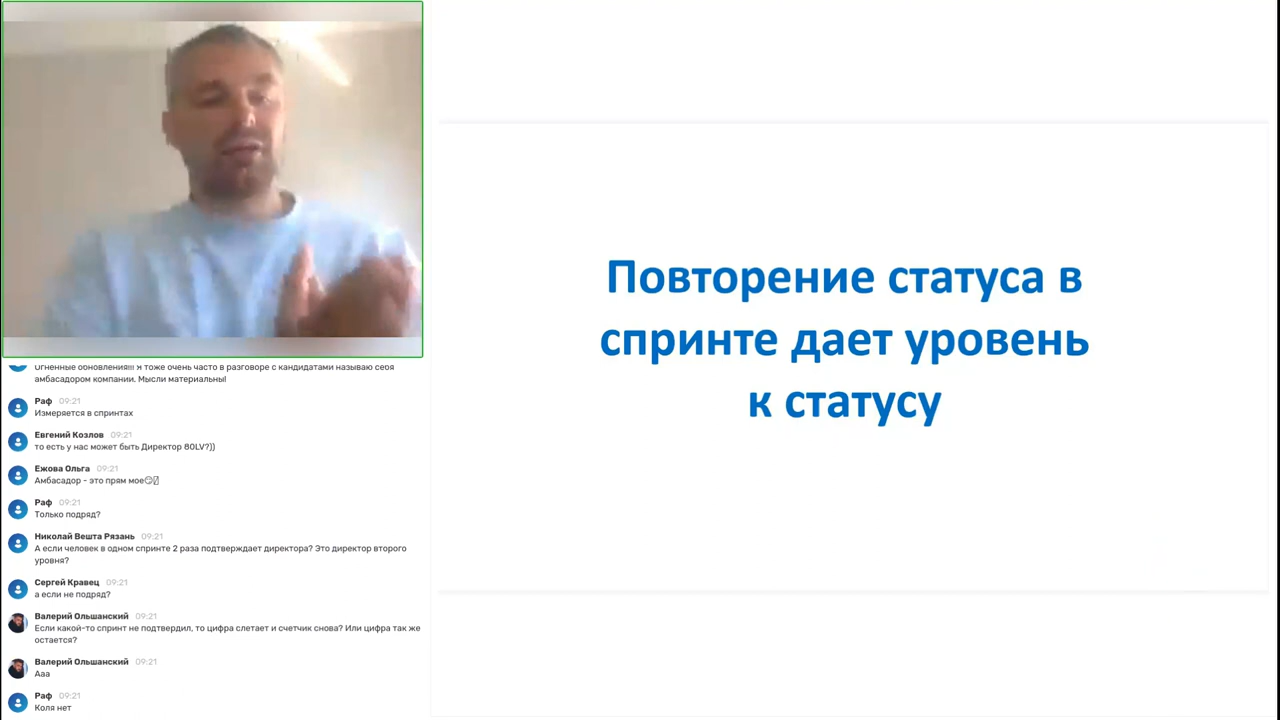 Повторение статуса в
спринте дает уровень
к статусу
Огненные обновления!!! Я тоже очень часто в разговоре с кандидатами называю себя
амбасадором компании. Мысли материальны!
Раф 09:21
Измеряется в спринтах
Евгений Козлов 09:21
то есть у нас может быть Директор 80LV?))
Ежова Ольга 09:21
Амбасадор - это прям мое😏
Раф 09:21
Только подряд?
Николай Вешта Рязань 09:21
А если человек в одном спринте 2 раза подтверждает директора? Это директор второго
уровня?
Сергей Кравец 09:21
а если не подряд?
Валерий Ольшанский 09:21
Если какой-то спринт не подтвердил, то цифра слетает и счетчик снова? Или цифра так же
остается?
Валерий Ольшанский 09:21
Ааа
Раф 09:21
Коля нет